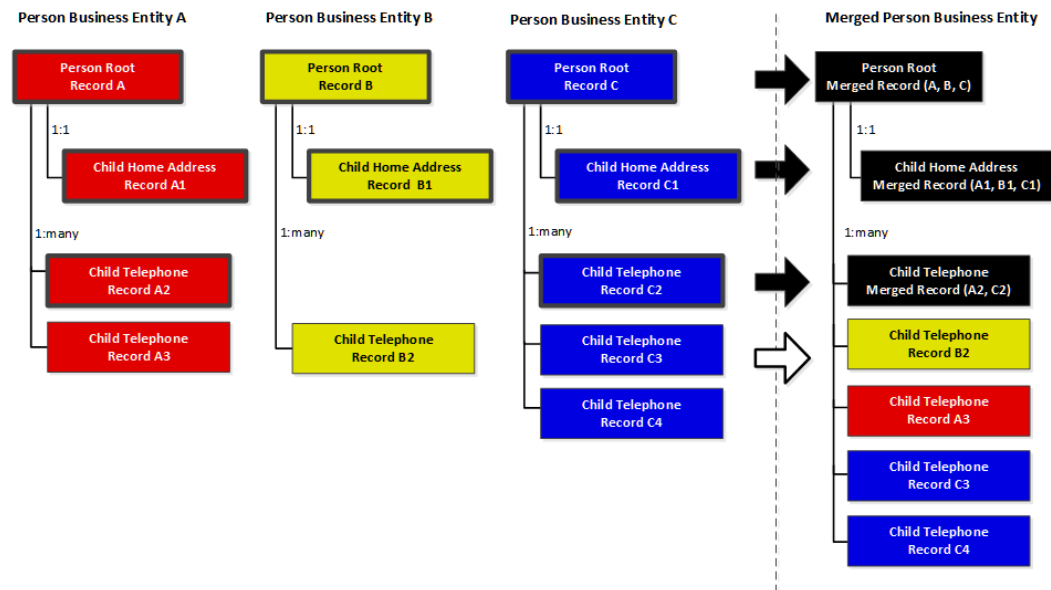 Person Business Entity A
Person Business Entity B
Person Business Entity C
Merged Person Business Entity
Person Root
Record A
Person Root
Record B
Person Root
Record C
Person Root
Merged Record (A, B, C)
1:1
1:1
1:1
1:1
Child Home Address
Record A1
Child Home Address
Record B1
Child Home Address
Record C1
Child Home Address
Merged Record (A1, B1, C1)
1:many
1:many
1:many
1:many
Child Telephone
Record A2
Child Telephone
Record C2
Child Telephone
Merged Record (A2, C2)
Child Telephone
Record A3
Child Telephone
Record B2
Child Telephone
Record C3
Child Telephone
Record B2
Child Telephone
Record C4
Child Telephone
Record A3
Child Telephone
Record C3
Child Telephone
Record C4